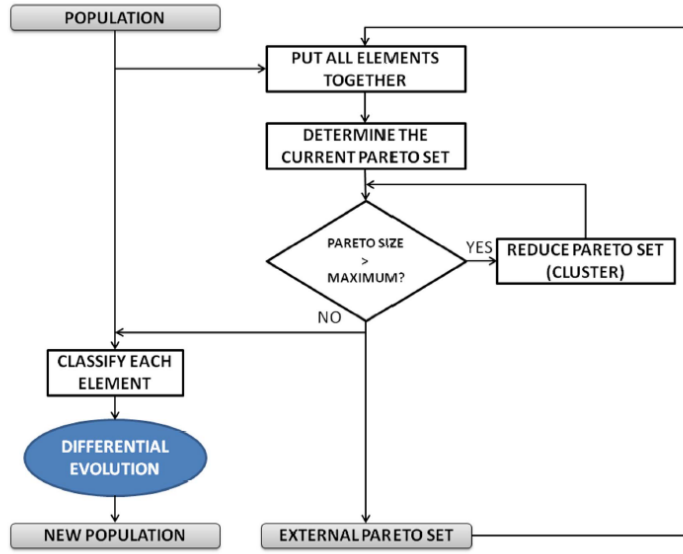 POPULATION
PUT ALL ELEMENTS
TOGETHER
DETERMINE THE
CURRENT PARETO SET
PARETO SIZE
>
MAXIMUM?
YES
REDUCE PARETO SET
(CLUSTER)
NO
CLASSIFY EACH
ELEMENT
DIFFERENTIAL
EVOLUTION
NEW POPULATION
EXTERNAL PARETO SET